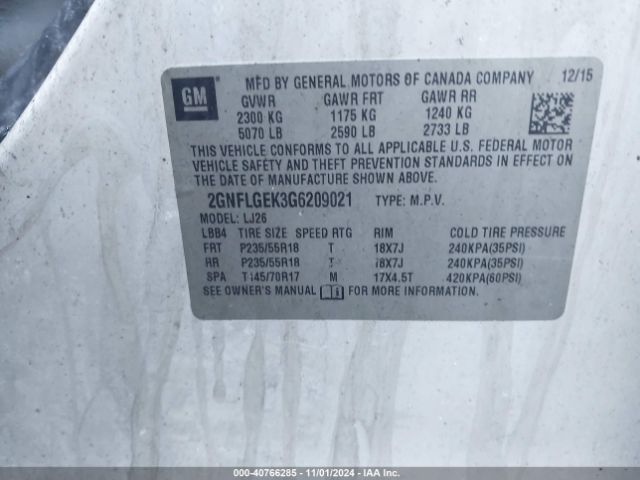 GM
MFD BY GENERAL MOTORS OF CANADA COMPANY 12/15
GVWR GAWR FRT GAWR RR
2300 KG 1175 KG 1240 KG
5070 LB 2590 LB 2733 LB
THIS VEHICLE CONFORMS TO ALL APPLICABLE U.S. FEDERAL MOTOR
VEHICLE SAFETY AND THEFT PREVENTION STANDARDS IN EFFECT ON
THE DATE OF MANUFACTURE SHOWN ABOVE.
2GNFLGEK3G6209021 TYPE: M.P.V.
MODEL: LJ26
LBB4 TIRE SIZE SPEED RTG RIM COLD TIRE PRESSURE
FRT P235/55R18 T 18X7J 240KPA(35PSI)
RR P235/55R18 T 18X7J 240KPA(35PSI)
SPA T145/70R17 M 17X4.5T 420KPA(60PSI)
SEE OWNER'S MANUAL FOR MORE INFORMATION.
000-40766285 - 11/01/2024 - IAA Inc.